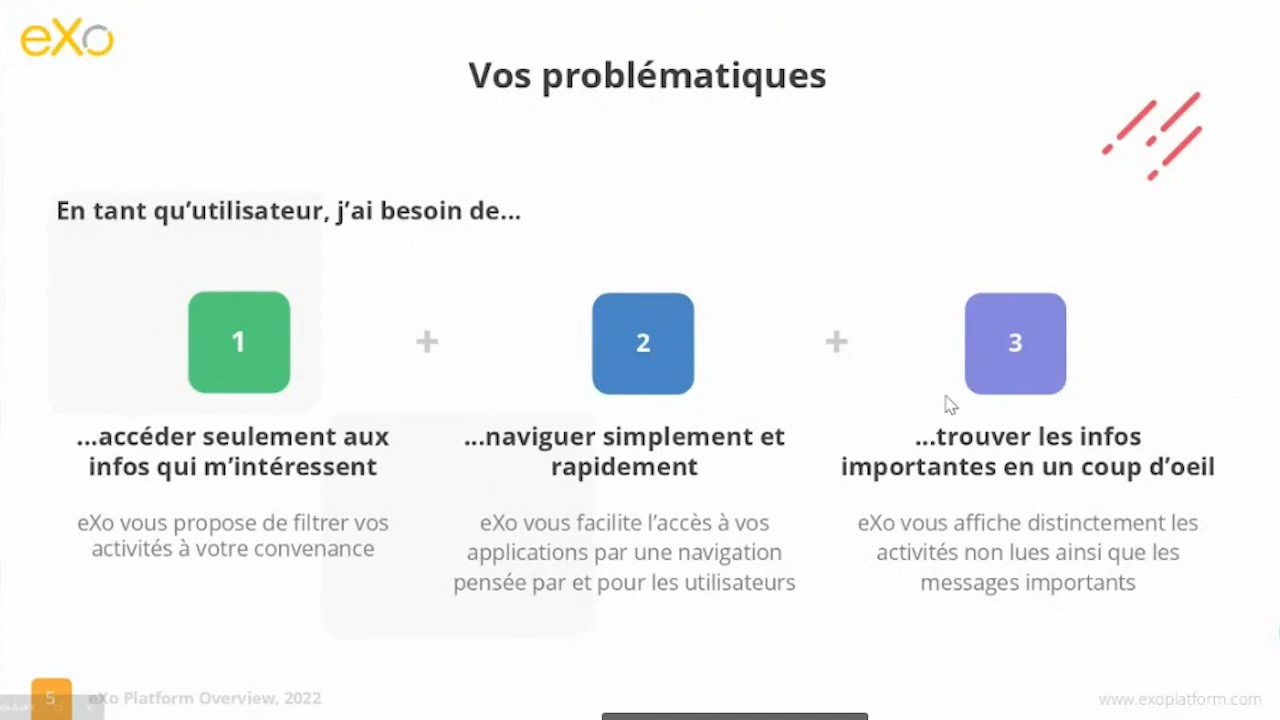 eXo
Vos problématiques
En tant qu’utilisateur, j’ai besoin de...
1
+
2
+
3
...accéder seulement aux
infos qui m’intéressent
...naviguer simplement et
rapidement
...trouver les infos
importantes en un coup d’oeil
eXo vous propose de filtrer vos
activités à votre convenance
eXo vous facilite l’accès à vos
applications par une navigation
pensée par et pour les utilisateurs
eXo vous affiche distinctement les
activités non lues ainsi que les
messages importants
5
eXo Platform Overview, 2022
www.exoplatform.com